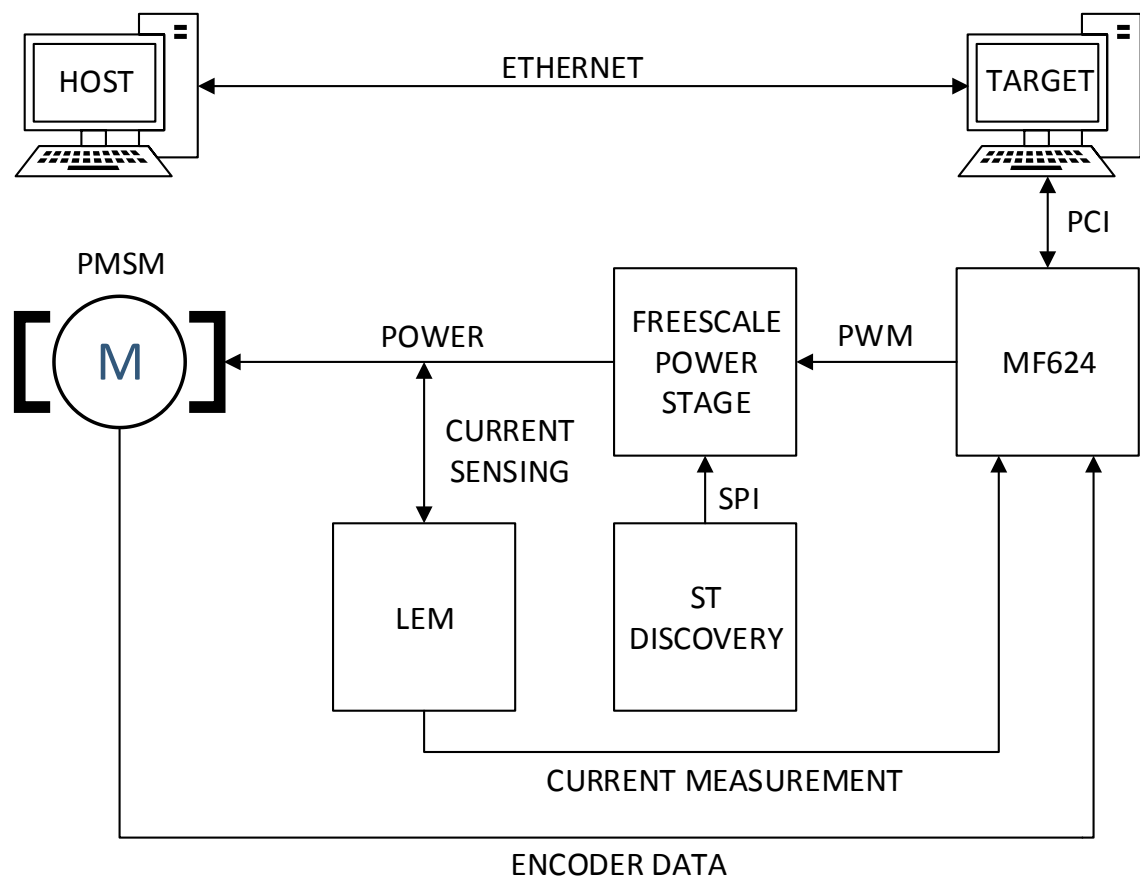 HOST
ETHERNET
TARGET
PCI
PMSM
M
POWER
FREESCALE
POWER
STAGE
PWM
MF624
CURRENT
SENSING
SPI
LEM
ST
DISCOVERY
CURRENT MEASUREMENT
ENCODER DATA